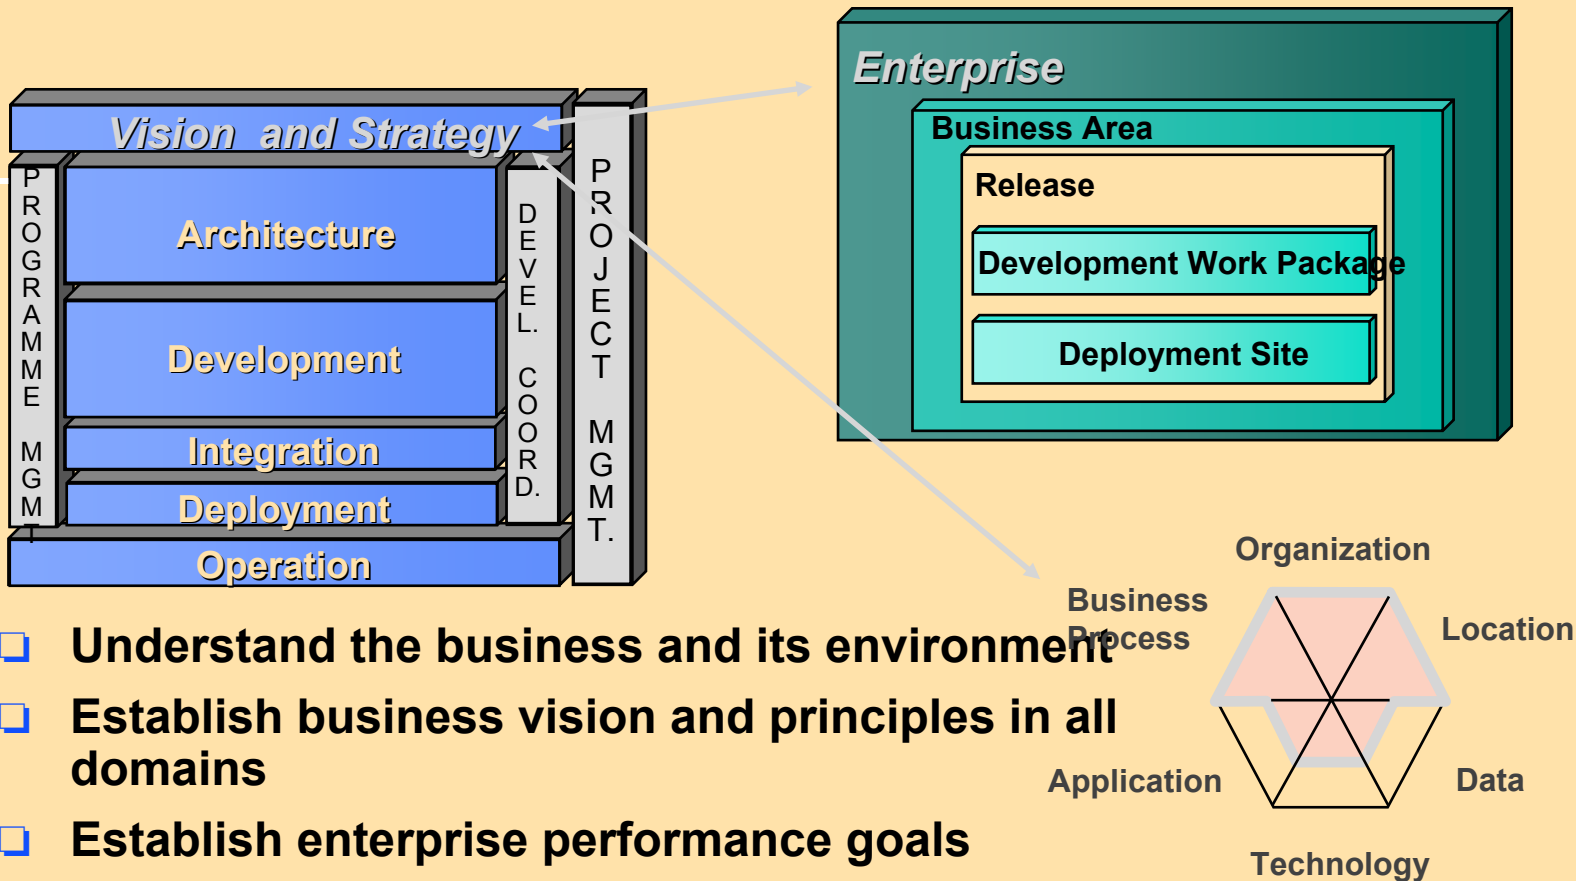 Vision and Strategy
PROGRAMME MGMT
Architecture
Development
Integration
Deployment
Operation
DEVEL. COORD.
PROJECT MGMT.
Enterprise
Business Area
Release
Development Work Package
Deployment Site
Organization
Business
Process
Location
Application
Data
Technology
Understand the business and its environment
Establish business vision and principles in all
domains
Establish enterprise performance goals